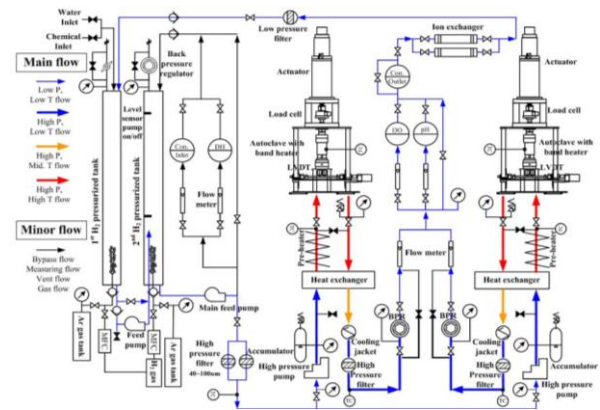 Water
Inlet
Chemical
Inlet
Main flow
Low P,
Low T flow
High P,
Low T flow
High P,
Mid. T flow
High P,
High T flow
Minor flow
Bypass flow
Measuring flow
Vent flow
Gas flow
1st H2 pressurized tank
2nd H2 pressurized tank
Level
sensor
pump
on/off
Back
pressure
regulator
Con.
inlet
DH
Flow
meter
Main feed pump
Feed
pump
Ar gas tank
MFC
MFC
H2 gas
Ar gas
tank
High
pressure
filter
40~100um
Accumulator
Low pressure
filter
Ion exchanger
Con.
Outlet
DO
pH
Flow meter
BPR
BPR
Actuator
Load cell
Autoclave with
band heater
LVDT
Pre-heater
Heat exchanger
Cooling
jacket
High
Pressure
filter
High pressure
pump
Actuator
Load cell
Autoclave with
band heater
LVDT
Pre-heater
Heat exchanger
Cooling
jacket
High
Pressure
filter
Accumulator
High pressure
pump